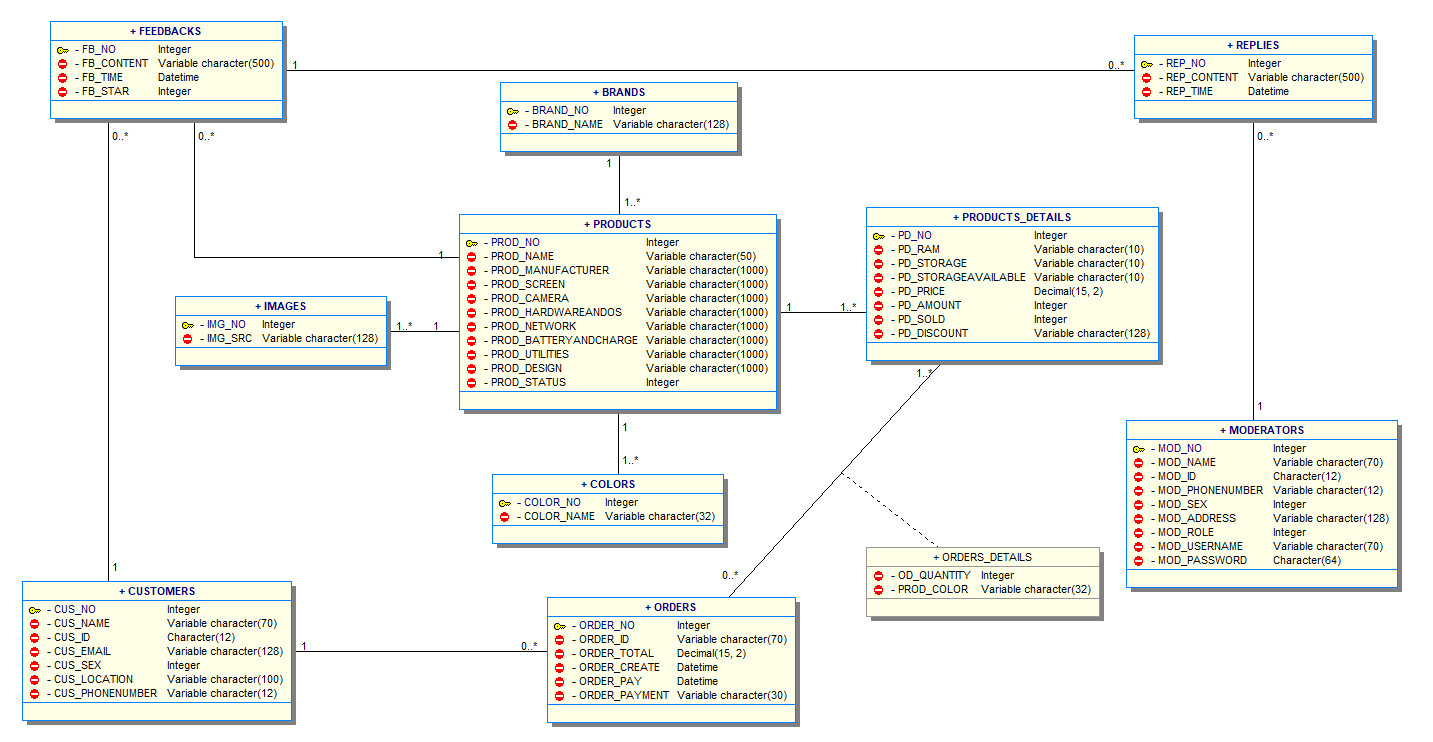 + FEEDBACKS
- FB_NO Integer
- FB_CONTENT Variable character(500)
- FB_TIME Datetime
- FB_STAR Integer
+ REPLIES
- REP_NO Integer
- REP_CONTENT Variable character(500)
- REP_TIME Datetime
1
0..*
+ BRANDS
- BRAND_NO Integer
- BRAND_NAME Variable character(128)
0..*
0..*
0..*
1
1..*
+ PRODUCTS
- PROD_NO Integer
- PROD_NAME Variable character(50)
- PROD_MANUFACTURER Variable character(1000)
- PROD_SCREEN Variable character(1000)
- PROD_CAMERA Variable character(1000)
- PROD_HARDWAREANDOS Variable character(1000)
- PROD_NETWORK Variable character(1000)
- PROD_BATTERYANDCHARGE Variable character(1000)
- PROD_UTILITIES Variable character(1000)
- PROD_DESIGN Variable character(1000)
- PROD_STATUS Integer
+ PRODUCTS_DETAILS
- PD_NO Integer
- PD_RAM Variable character(10)
- PD_STORAGE Variable character(10)
- PD_STORAGEAVAILABLE Variable character(10)
- PD_PRICE Decimal(15, 2)
- PD_AMOUNT Integer
- PD_SOLD Integer
- PD_DISCOUNT Variable character(128)
1
1
1..*
+ IMAGES
- IMG_NO Integer
- IMG_SRC Variable character(128)
1..*
1
1..*
1
1
1..*
+ COLORS
- COLOR_NO Integer
- COLOR_NAME Variable character(32)
+ MODERATORS
- MOD_NO Integer
- MOD_NAME Variable character(70)
- MOD_ID Character(12)
- MOD_PHONENUMBER Variable character(12)
- MOD_SEX Integer
- MOD_ADDRESS Variable character(128)
- MOD_ROLE Integer
- MOD_USERNAME Variable character(70)
- MOD_PASSWORD Character(64)
+ ORDERS_DETAILS
- OD_QUANTITY Integer
- PROD_COLOR Variable character(32)
1
0..*
+ CUSTOMERS
- CUS_NO Integer
- CUS_NAME Variable character(70)
- CUS_ID Character(12)
- CUS_EMAIL Variable character(128)
- CUS_SEX Integer
- CUS_LOCATION Variable character(100)
- CUS_PHONENUMBER Variable character(12)
1
0..*
+ ORDERS
- ORDER_NO Integer
- ORDER_ID Variable character(70)
- ORDER_TOTAL Decimal(15, 2)
- ORDER_CREATE Datetime
- ORDER_PAY Datetime
- ORDER_PAYMENT Variable character(30)